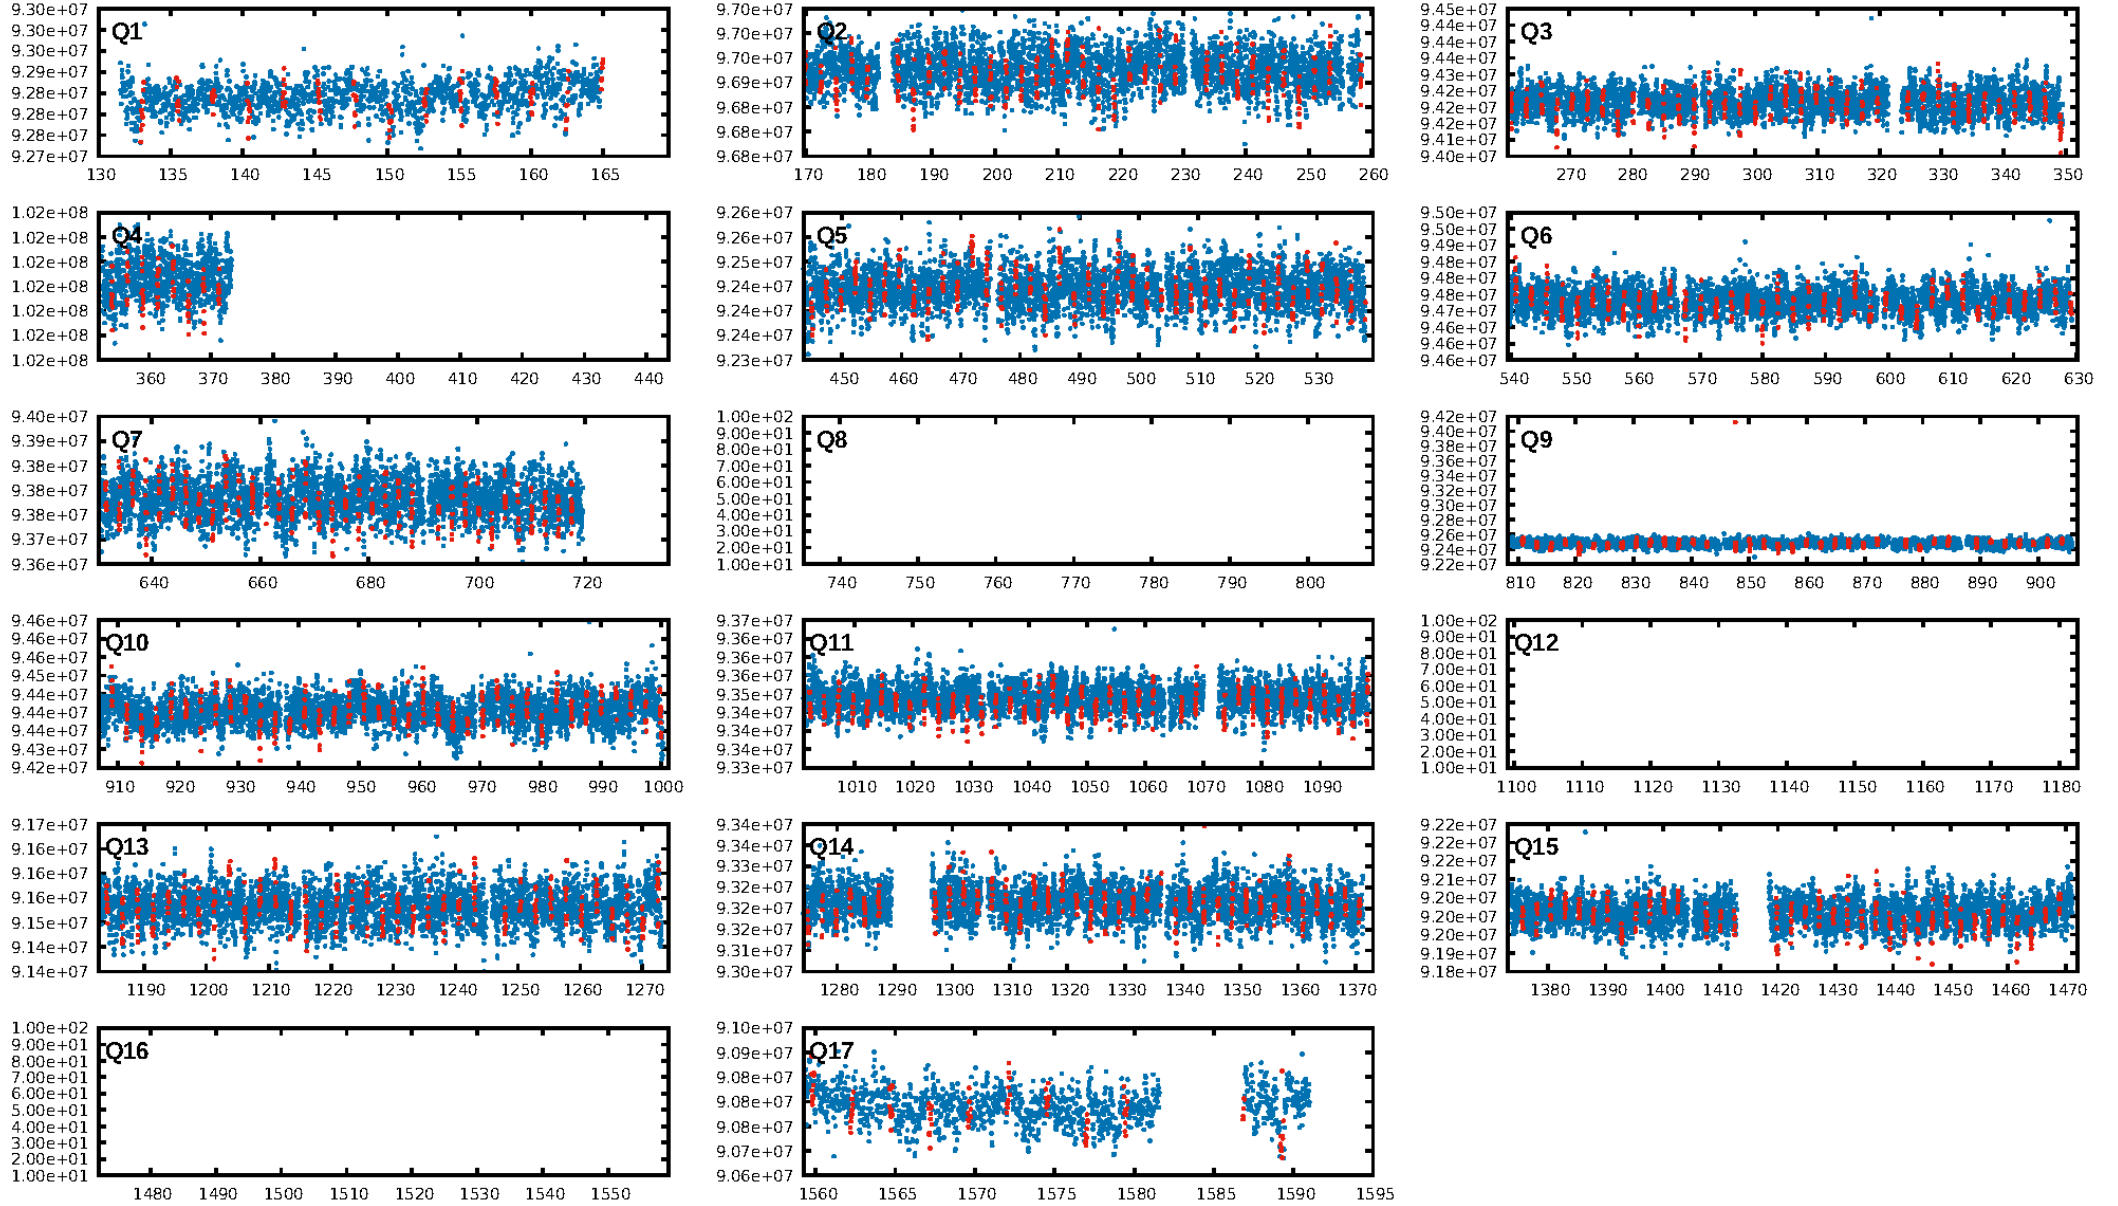 9.30e+07
9.30e+07
9.30e+07
9.29e+07
9.28e+07
9.28e+07
9.28e+07
9.27e+07
Q1
130 135 140 145 150 155 160 165
9.70e+07
9.70e+07
9.70e+07
9.69e+07
9.68e+07
9.68e+07
9.68e+07
Q2
170 180 190 200 210 220 230 240 250 260
9.45e+07
9.44e+07
9.44e+07
9.43e+07
9.43e+07
9.42e+07
9.42e+07
9.42e+07
9.41e+07
9.40e+07
Q3
270 280 290 300 310 320 330 340 350
1.02e+08
1.02e+08
1.02e+08
1.02e+08
1.02e+08
1.02e+08
1.02e+08
Q4
360 370 380 390 400 410 420 430 440
9.26e+07
9.26e+07
9.25e+07
9.24e+07
9.24e+07
9.24e+07
9.23e+07
Q5
450 460 470 480 490 500 510 520 530
9.50e+07
9.50e+07
9.49e+07
9.49e+07
9.48e+07
9.48e+07
9.47e+07
9.46e+07
9.46e+07
9.46e+07
Q6
540 550 560 570 580 590 600 610 620 630
9.40e+07
9.39e+07
9.38e+07
9.38e+07
9.38e+07
9.37e+07
9.36e+07
Q7
640 660 680 700 720
1.00e+02
9.00e+01
8.00e+01
7.00e+01
6.00e+01
5.00e+01
4.00e+01
3.00e+01
2.00e+01
1.00e+01
Q8
740 750 760 770 780 790 800
9.42e+07
9.42e+07
9.38e+07
9.36e+07
9.34e+07
9.32e+07
9.30e+07
9.28e+07
9.26e+07
9.24e+07
9.22e+07
Q9
810 820 830 840 850 860 870 880 890 900
9.46e+07
9.46e+07
9.46e+07
9.45e+07
9.44e+07
9.44e+07
9.44e+07
9.43e+07
9.42e+07
Q10
910 920 930 940 950 960 970 980 990 1000
9.37e+07
9.36e+07
9.36e+07
9.36e+07
9.35e+07
9.34e+07
9.34e+07
9.34e+07
9.33e+07
Q11
1010 1020 1030 1040 1050 1060 1070 1080 1090
1.00e+02
9.00e+01
8.00e+01
7.00e+01
6.00e+01
5.00e+01
4.00e+01
3.00e+01
2.00e+01
1.00e+01
Q12
1100 1110 1120 1130 1140 1150 1160 1170 1180
9.17e+07
9.16e+07
9.16e+07
9.16e+07
9.15e+07
9.14e+07
9.14e+07
Q13
1190 1200 1210 1220 1230 1240 1250 1260 1270
9.34e+07
9.34e+07
9.33e+07
9.32e+07
9.32e+07
9.32e+07
9.31e+07
9.30e+07
Q14
1280 1290 1300 1310 1320 1330 1340 1350 1360 1370
9.22e+07
9.22e+07
9.22e+07
9.21e+07
9.20e+07
9.20e+07
9.20e+07
9.19e+07
9.18e+07
Q15
1380 1390 1400 1410 1420 1430 1440 1450 1460 1470
1.00e+02
9.00e+01
8.00e+01
7.00e+01
6.00e+01
5.00e+01
4.00e+01
3.00e+01
2.00e+01
1.00e+01
Q16
1480 1490 1500 1510 1520 1530 1540 1550
9.10e+07
9.09e+07
9.08e+07
9.08e+07
9.08e+07
9.07e+07
9.06e+07
Q17
1560 1565 1570 1575 1580 1585 1590 1595